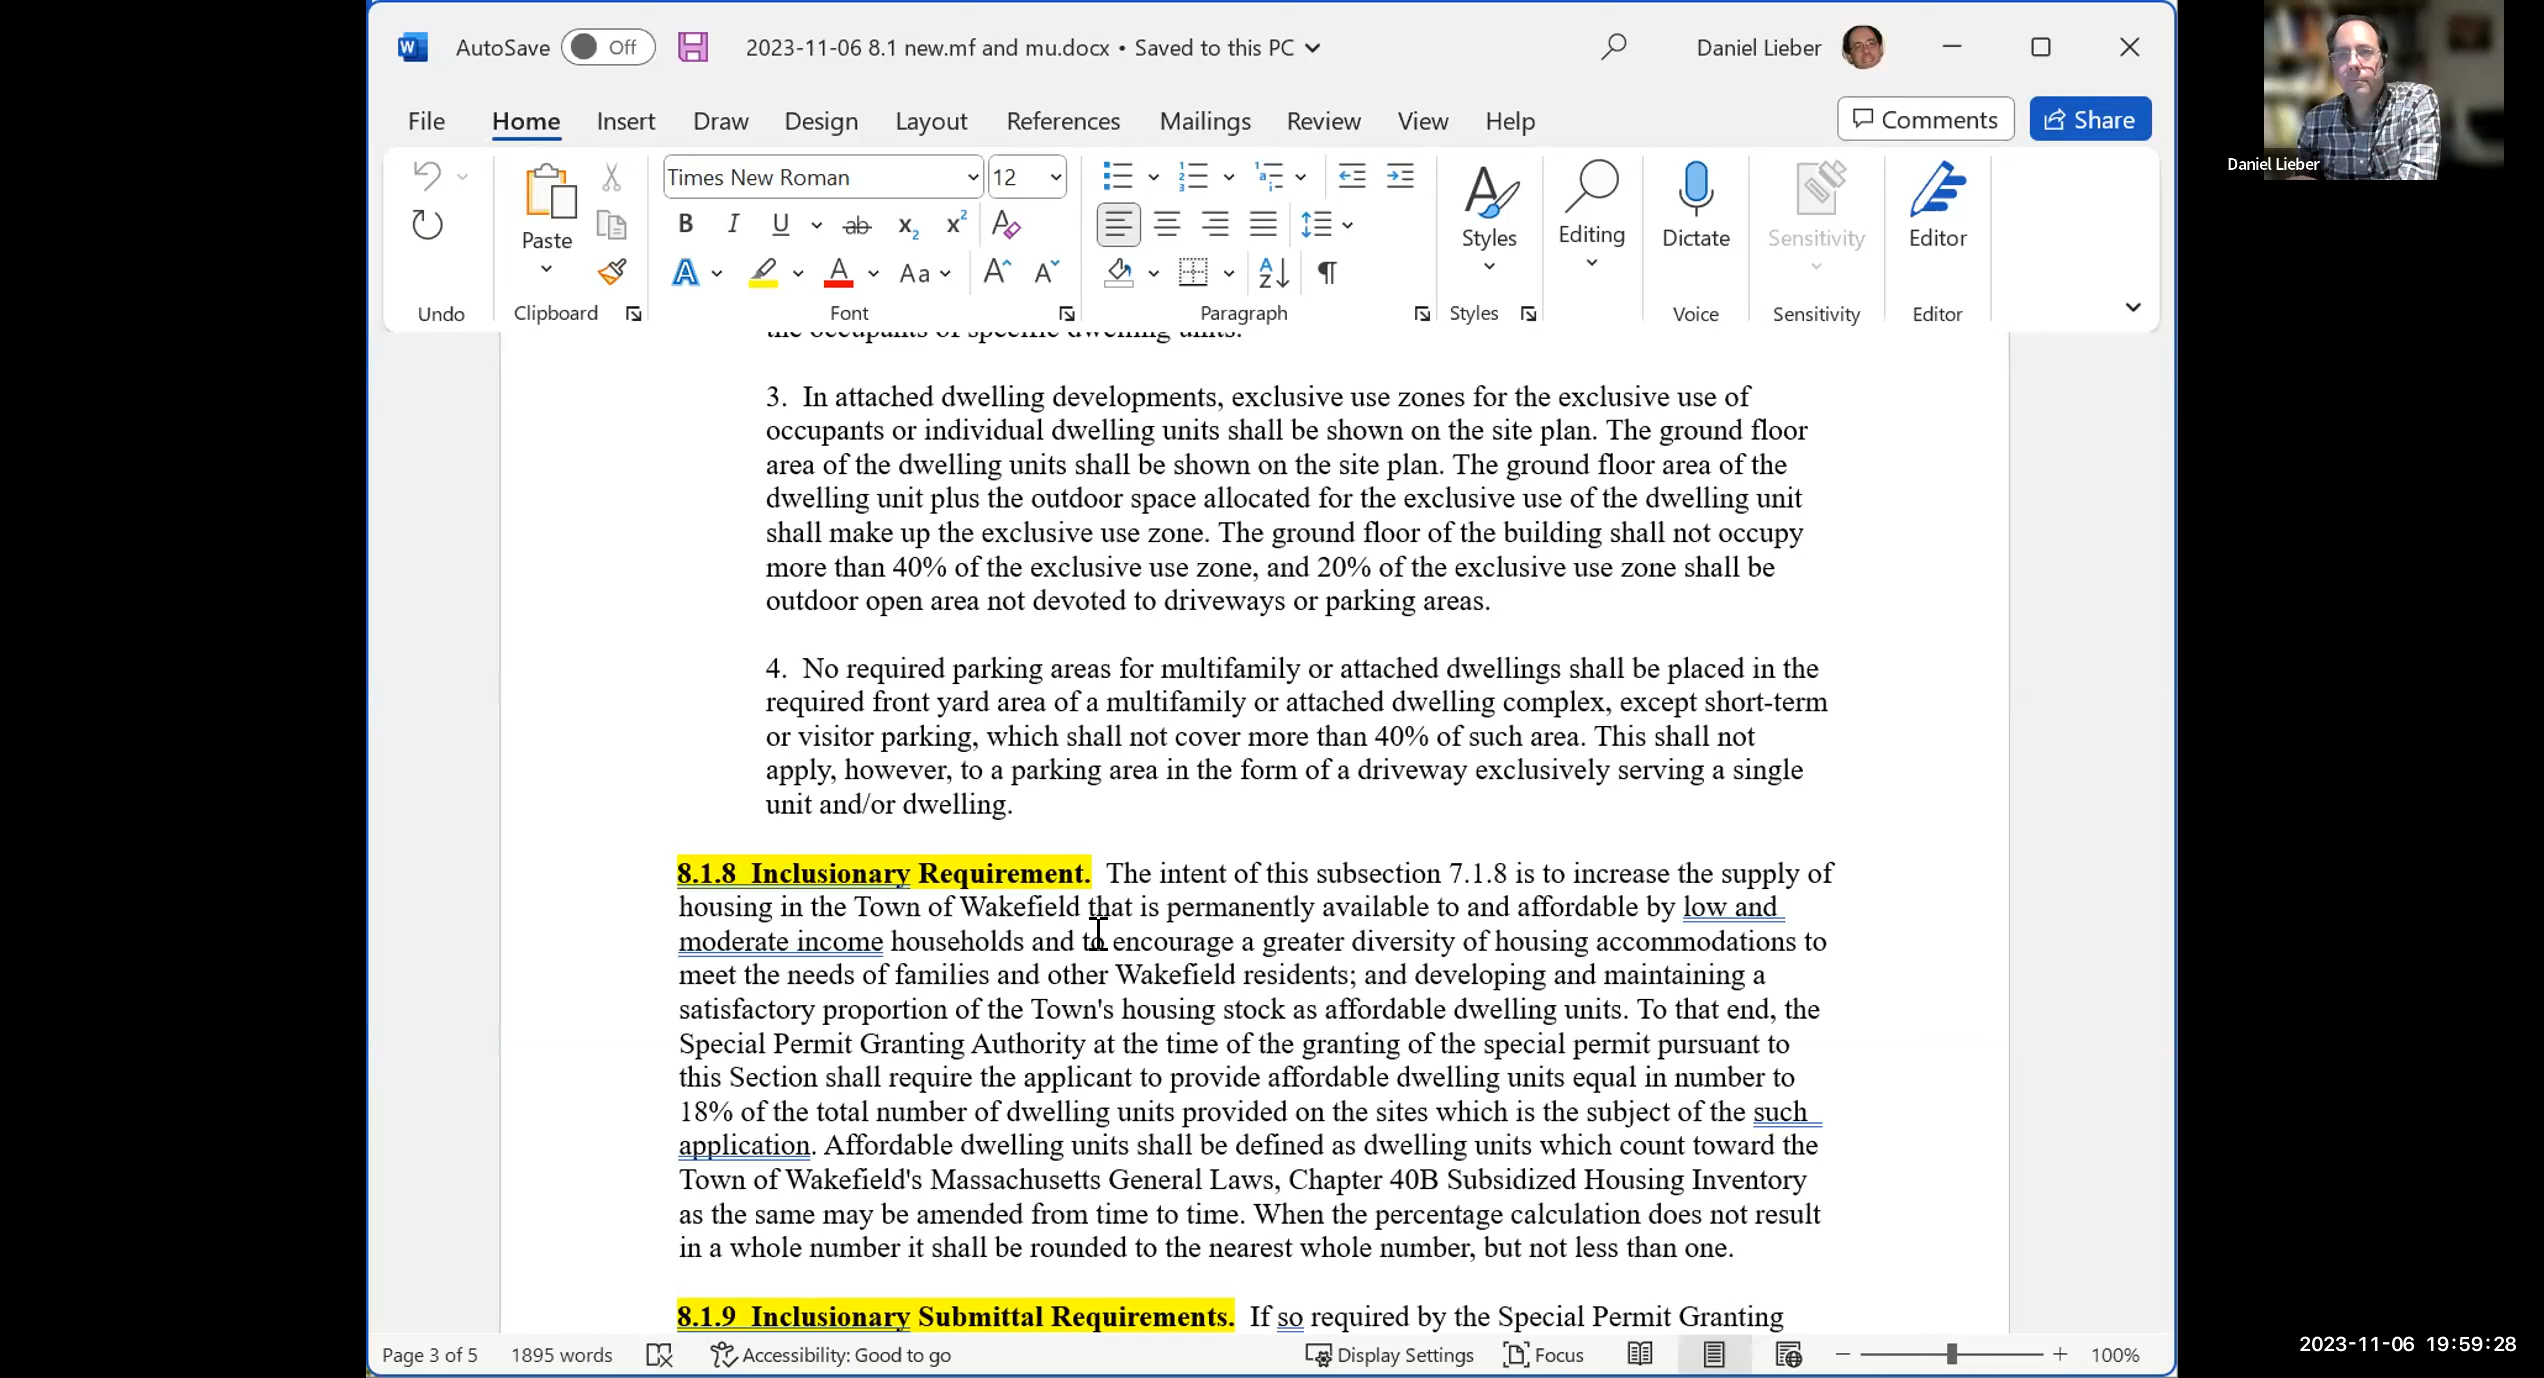 AutoSave Off 2023-11-06 8.1 new.mf and mu.docx • Saved to this PC Daniel Lieber
File Home Insert Draw Design Layout References Mailings Review View Help Comments Share
Daniel Lieber
Times New Roman 12
Paste Styles Editing Dictate Sensitivity Editor
Undo Clipboard Font Paragraph Styles Voice Sensitivity Editor
the occupants of specific dwelling units.
3. In attached dwelling developments, exclusive use zones for the exclusive use of
occupants or individual dwelling units shall be shown on the site plan. The ground floor
area of the dwelling units shall be shown on the site plan. The ground floor area of the
dwelling unit plus the outdoor space allocated for the exclusive use of the dwelling unit
shall make up the exclusive use zone. The ground floor of the building shall not occupy
more than 40% of the exclusive use zone, and 20% of the exclusive use zone shall be
outdoor open area not devoted to driveways or parking areas.
4. No required parking areas for multifamily or attached dwellings shall be placed in the
required front yard area of a multifamily or attached dwelling complex, except short-term
or visitor parking, which shall not cover more than 40% of such area. This shall not
apply, however, to a parking area in the form of a driveway exclusively serving a single
unit and/or dwelling.
8.1.8 Inclusionary Requirement. The intent of this subsection 7.1.8 is to increase the supply of
housing in the Town of Wakefield that is permanently available to and affordable by low and
moderate income households and to encourage a greater diversity of housing accommodations to
meet the needs of families and other Wakefield residents; and developing and maintaining a
satisfactory proportion of the Town's housing stock as affordable dwelling units. To that end, the
Special Permit Granting Authority at the time of the granting of the special permit pursuant to
this Section shall require the applicant to provide affordable dwelling units equal in number to
18% of the total number of dwelling units provided on the sites which is the subject of the such
application. Affordable dwelling units shall be defined as dwelling units which count toward the
Town of Wakefield's Massachusetts General Laws, Chapter 40B Subsidized Housing Inventory
as the same may be amended from time to time. When the percentage calculation does not result
in a whole number it shall be rounded to the nearest whole number, but not less than one.
8.1.9 Inclusionary Submittal Requirements. If so required by the Special Permit Granting
Page 3 of 5 1895 words Accessibility: Good to go Display Settings Focus 100%
2023-11-06 19:59:28